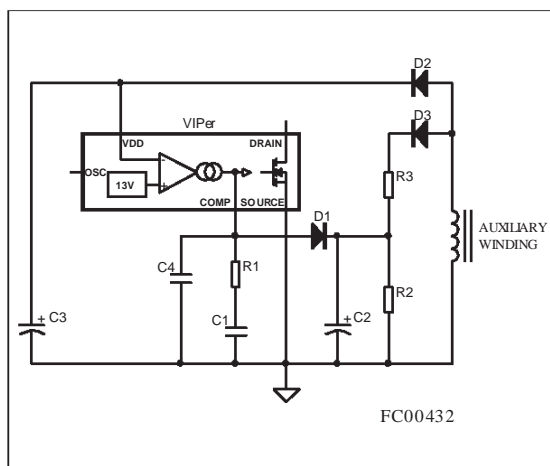 D2
VIPer
D3
VDD
DRAIN
OSC
-
13V
+
R3
COMP
SOURCE
D1
AUXILIARY
WINDING
C4
R1
R2
+
C3
C1
+
C2
FC00432